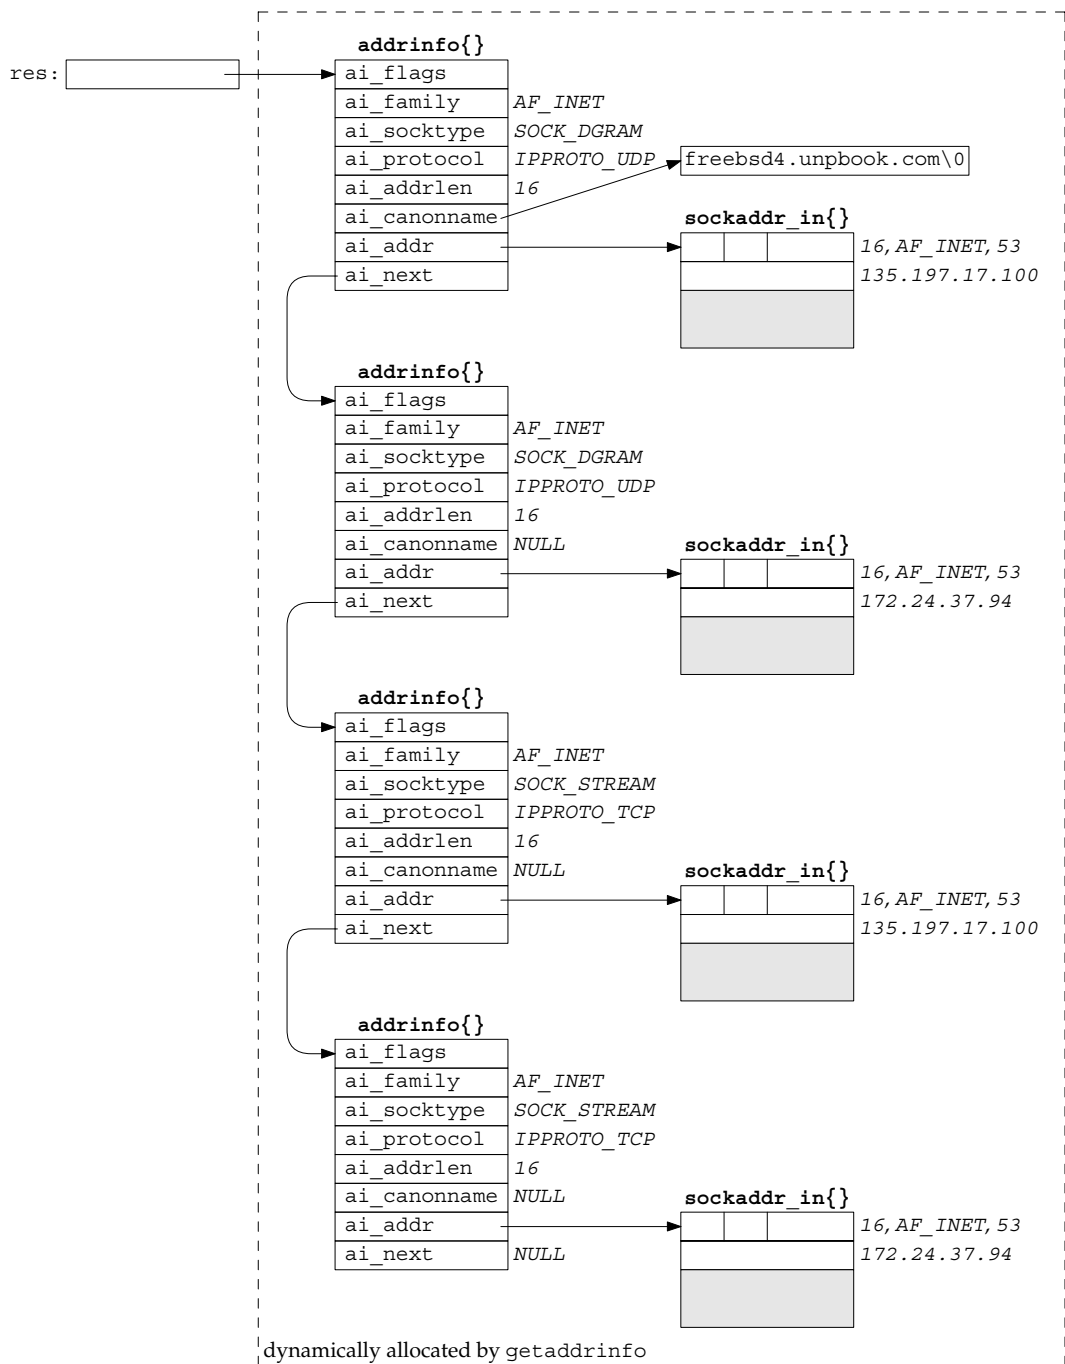 addrinfo{}
res:
ai_flags
ai_family AF_INET
ai_socktype SOCK_DGRAM
ai_protocol IPPROTO_UDP freebsd4.unpbook.com\0
ai_addrlen 16
ai_canonname sockaddr_in{}
ai_addr 16,AF_INET,53
ai_next 135.197.17.100
addrinfo{}
ai_flags
ai_family AF_INET
ai_socktype SOCK_DGRAM
ai_protocol IPPROTO_UDP
ai_addrlen 16
ai_canonname NULL sockaddr_in{}
ai_addr 16,AF_INET,53
ai_next 172.24.37.94
addrinfo{}
ai_flags
ai_family AF_INET
ai_socktype SOCK_STREAM
ai_protocol IPPROTO_TCP
ai_addrlen 16
ai_canonname NULL sockaddr_in{}
ai_addr 16,AF_INET,53
ai_next 135.197.17.100
addrinfo{}
ai_flags
ai_family AF_INET
ai_socktype SOCK_STREAM
ai_protocol IPPROTO_TCP
ai_addrlen 16
ai_canonname NULL sockaddr_in{}
ai_addr 16,AF_INET,53
ai_next NULL 172.24.37.94
dynamically allocated by getaddrinfo